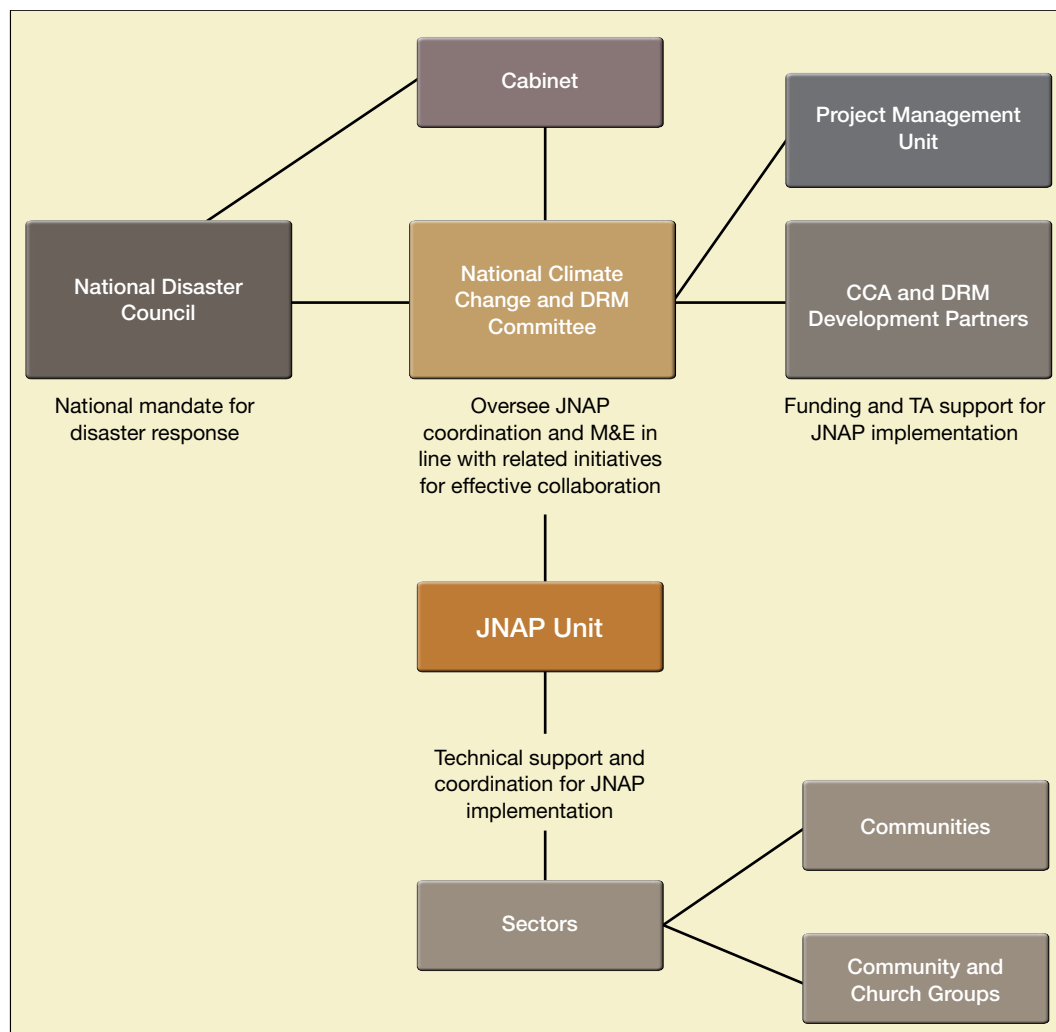 Cabinet
Project Management
Unit
National Disaster
Council
National Climate
Change and DRM
Committee
CCA and DRM
Development Partners
National mandate for
disaster response
Oversee JNAP
coordination and M&E in
line with related initiatives
for effective collaboration
Funding and TA support for
JNAP implementation
JNAP Unit
Technical support and
coordination for JNAP
implementation
Communities
Sectors
Community and
Church Groups